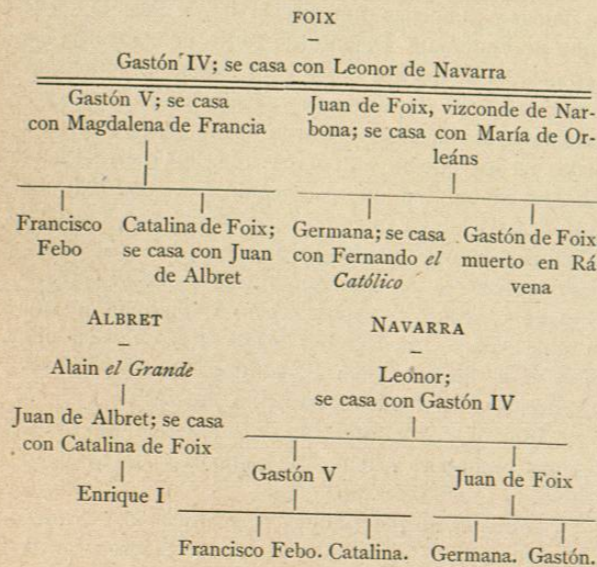 FOIX
Gastón IV; se casa con Leonor de Navarra
Gastón V; se casa
con Magdalena de Francia
Juan de Foix, vizconde de Nar-
bona; se casa con María de Or-
leáns
Francisco
Febo
Catalina de Foix;
se casa con Juan
de Albret
Germana; se casa
con Fernando el
Católico
Gastón de Foix
muerto en Rá
vena
ALBRET
Alain el Grande
Juan de Albret; se casa
con Catalina de Foix
Enrique I
NAVARRA
Leonor;
se casa con Gastón IV
Gastón V
Juan de Foix
Francisco Febo. Catalina.
Germana. Gastón.